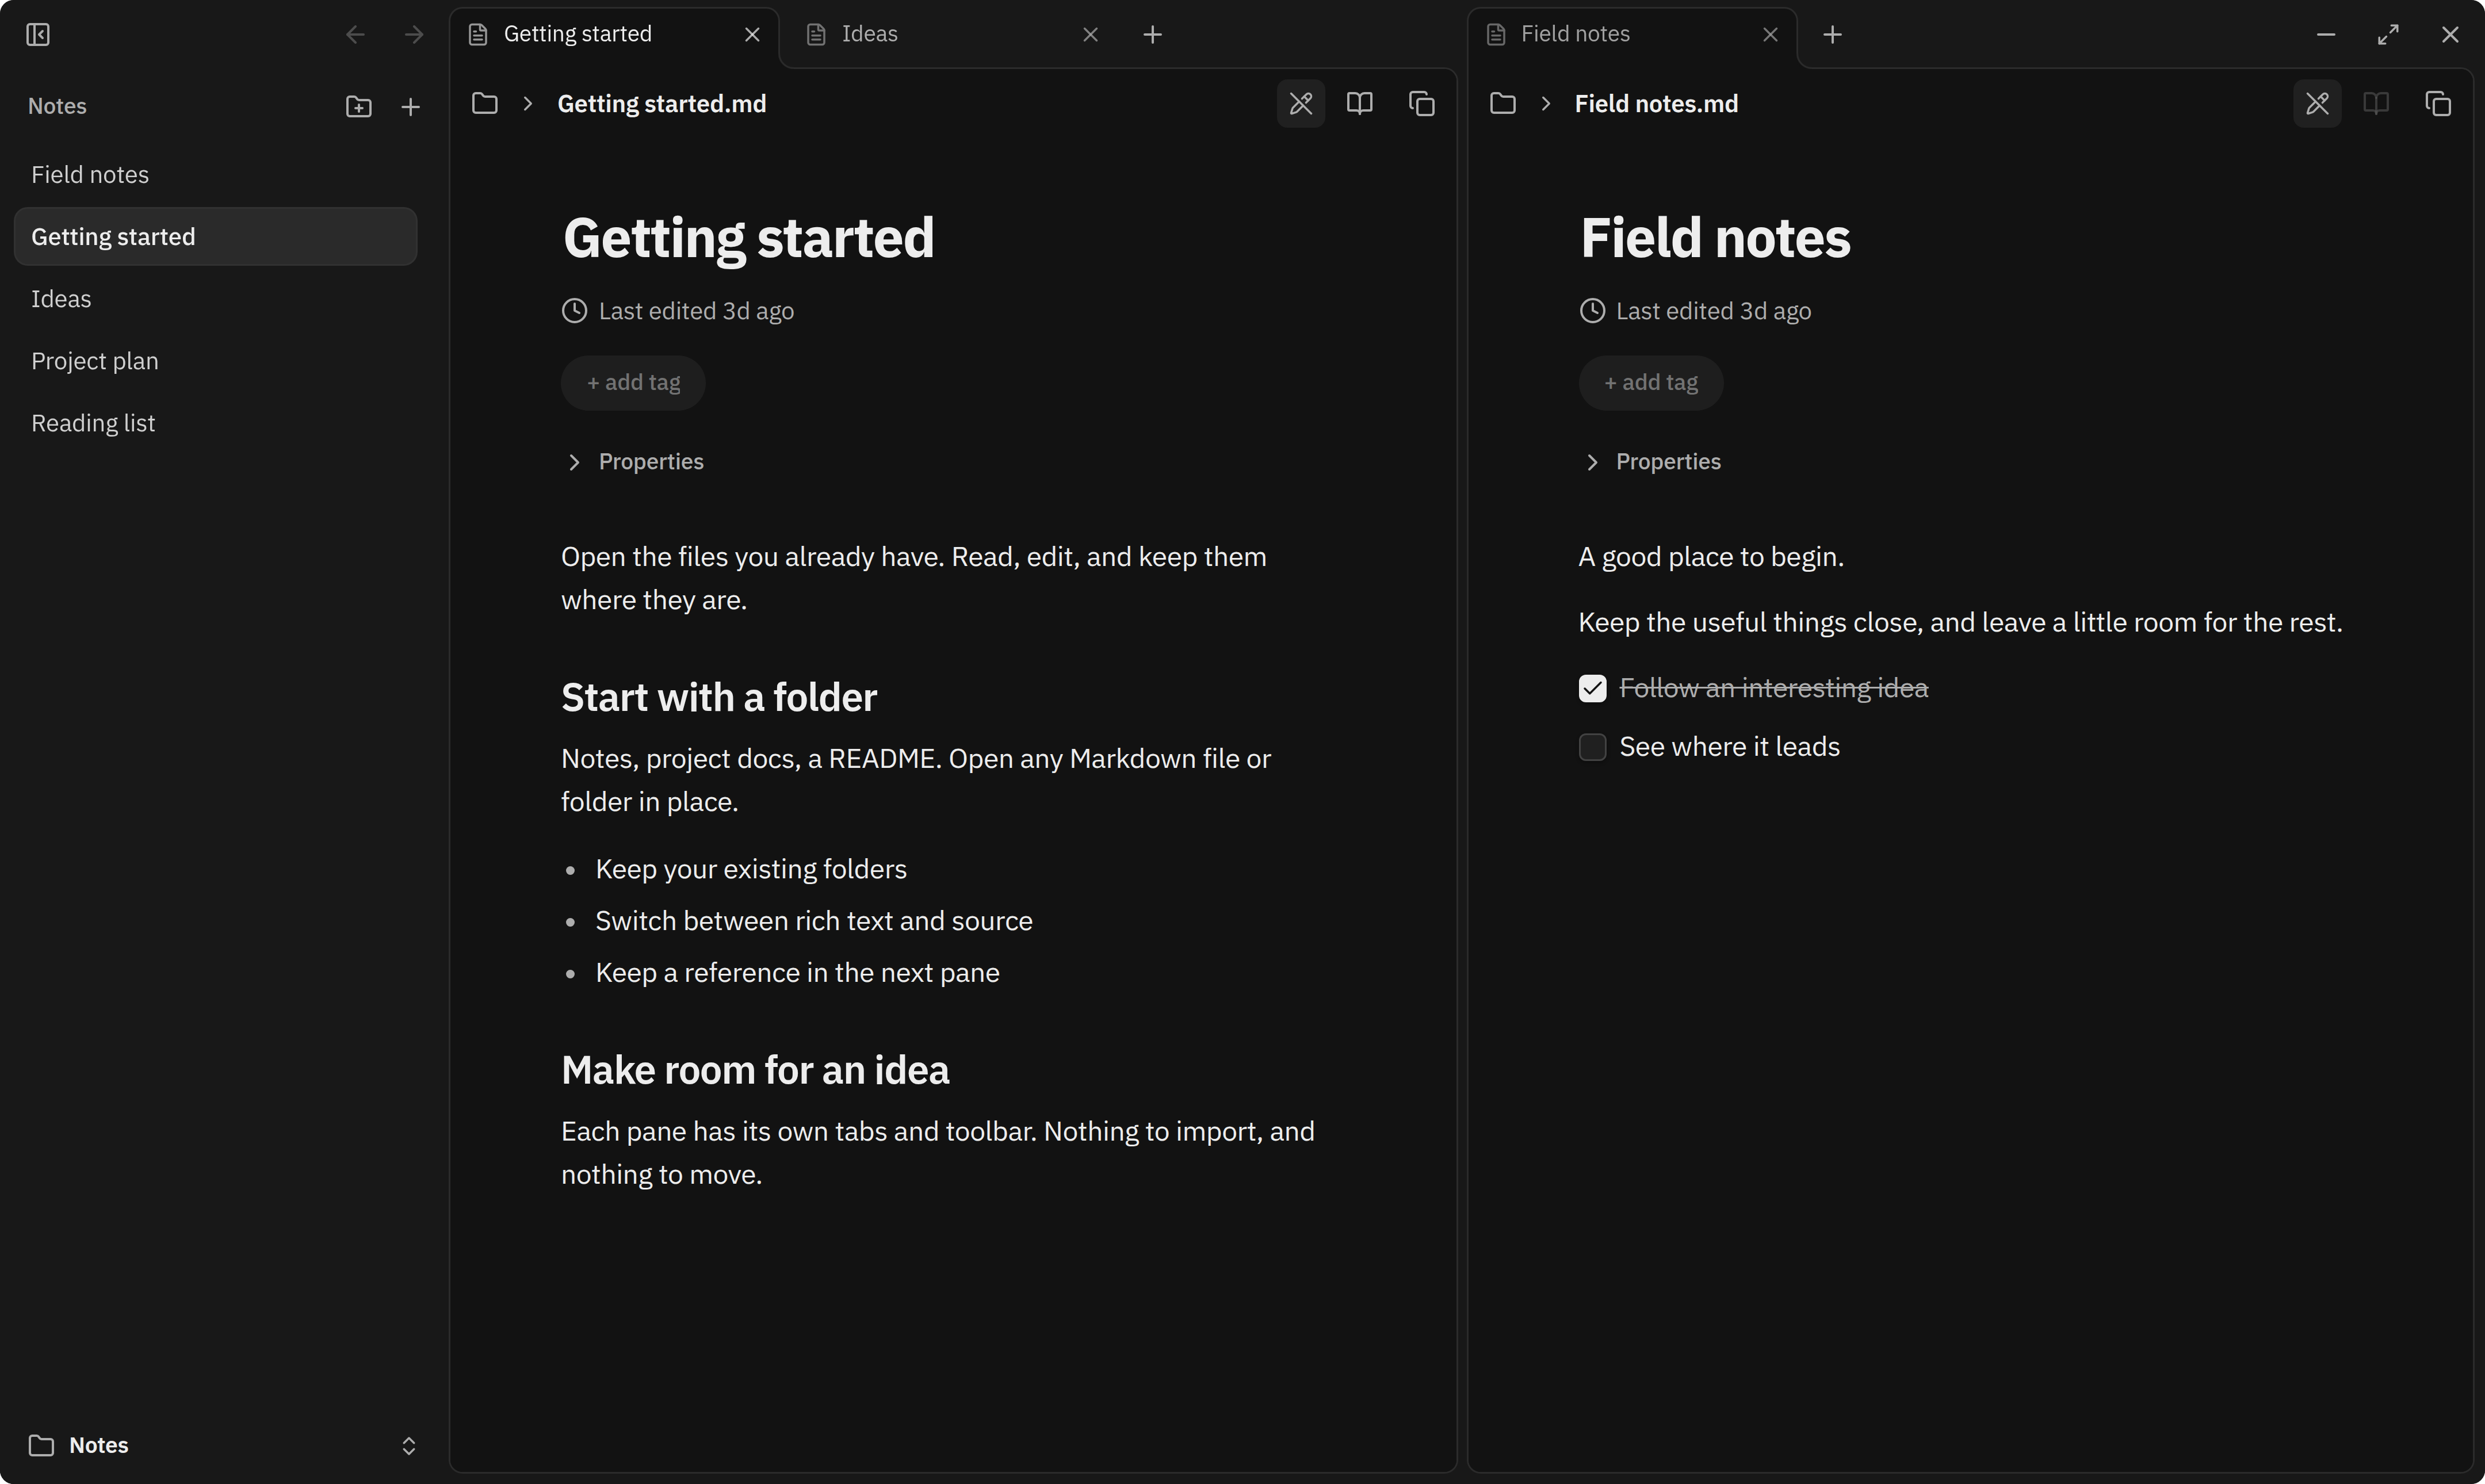 Notes
Field notes
Getting started
Ideas
Project plan
Reading list
Notes
Getting started
Ideas
Getting started.md
Getting started
Last edited 3d ago
+ add tag
Properties
Open the files you already have. Read, edit, and keep them
where they are.
Start with a folder
Notes, project docs, a README. Open any Markdown file or
folder in place.
Keep your existing folders
Switch between rich text and source
Keep a reference in the next pane
Make room for an idea
Each pane has its own tabs and toolbar. Nothing to import, and
nothing to move.
Field notes
Field notes.md
Field notes
Last edited 3d ago
+ add tag
Properties
A good place to begin.
Keep the useful things close, and leave a little room for the rest.
Follow an interesting idea
See where it leads